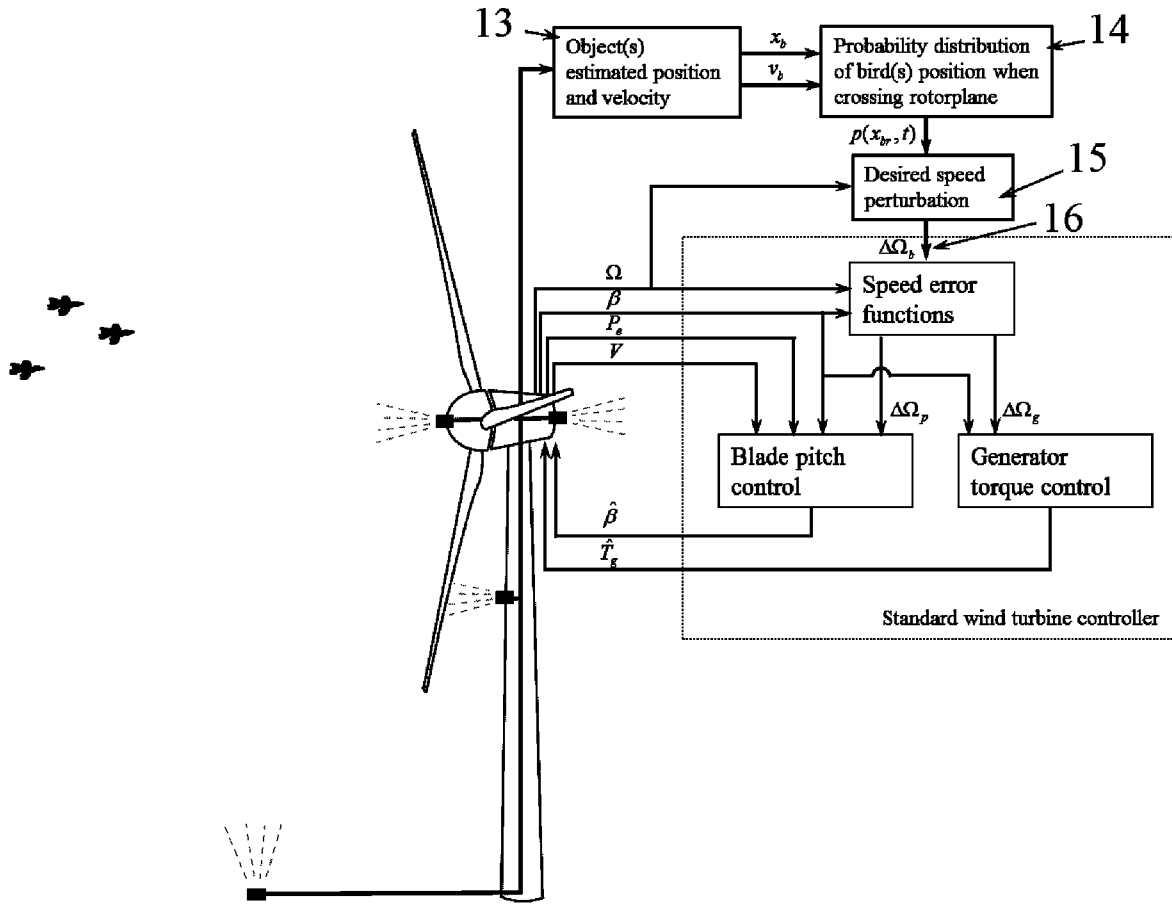 13
Object(s)
estimated position
and velocity
x_b
v_b
Probability distribution
of bird(s) position when
crossing rotorplane
14
p(x_{br}, t)
Desired speed
perturbation
15
16
ΔΩ_b
Ω
β
P_e
V
Speed error
functions
ΔΩ_p
ΔΩ_g
Blade pitch
control
Generator
torque control
β̂
T̂_g
Standard wind turbine controller